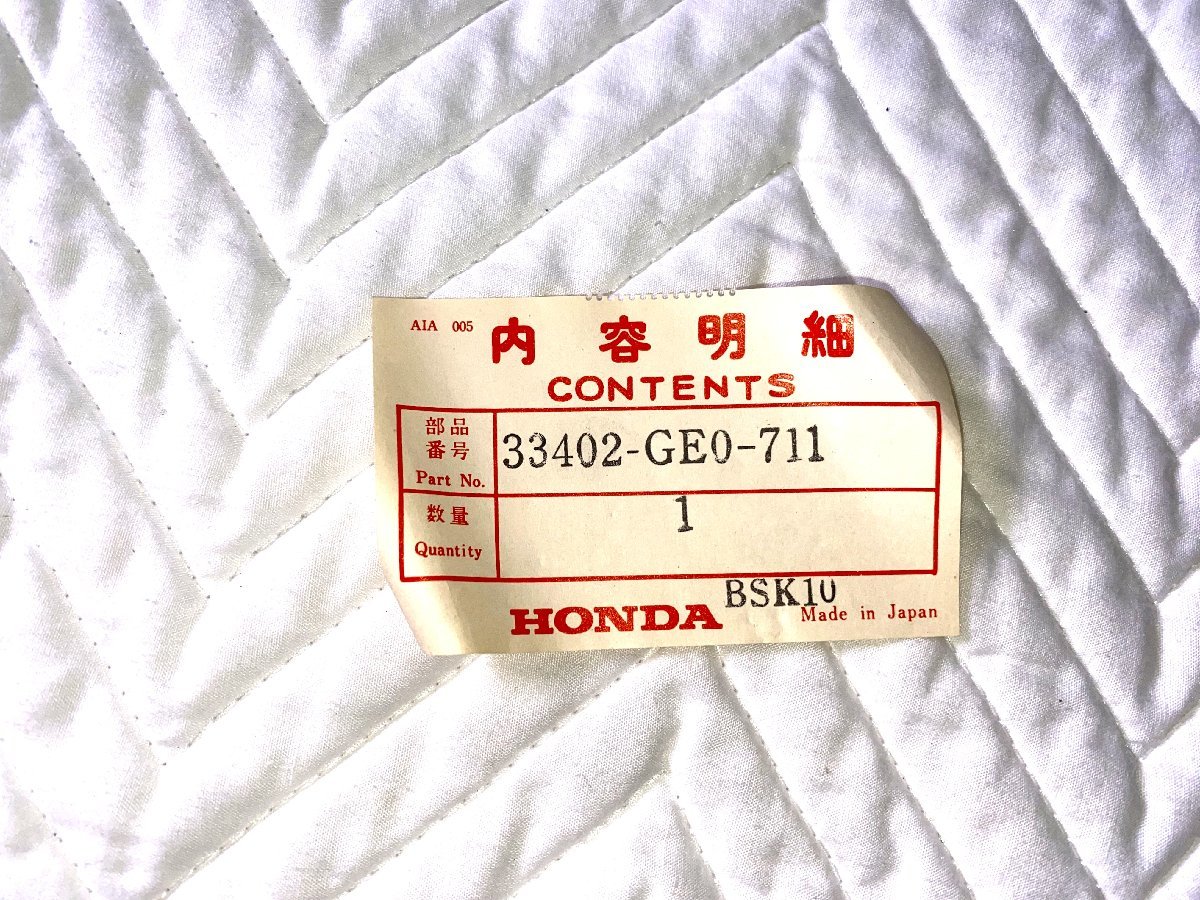 AIA 005
内容明細
CONTENTS
部品
番号
Part No.
33402-GE0-711
数量
Quantity
1
BSK10
HONDA
Made in Japan